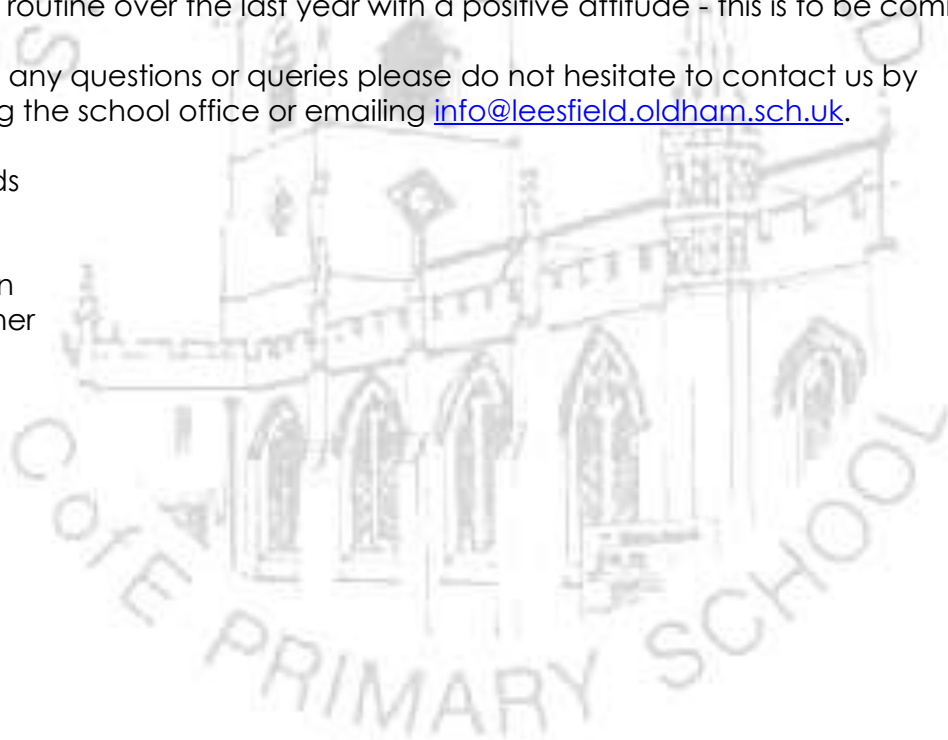 routine over the last year with a positive attitude - this is to be com
any questions or queries please do not hesitate to contact us by
g the school office or emailing info@leesfield.oldham.sch.uk.
ds
n
her
C of E PRIMARY SCHOOL